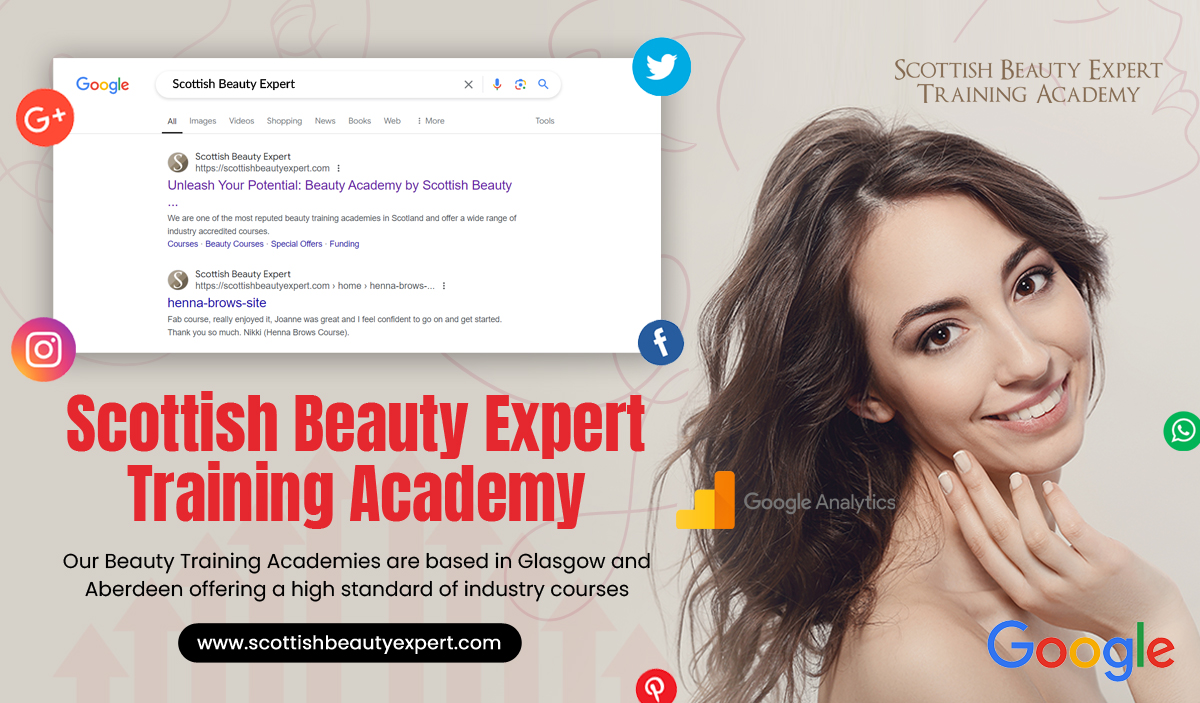 Google
Scottish Beauty Expert
All Images Videos Shopping News Books Web ⋮ More Tools
Scottish Beauty Expert
https://scottishbeautyexpert.com
Unleash Your Potential: Beauty Academy by Scottish Beauty
...
We are one of the most reputed beauty training academies in Scotland and offer a wide range of
industry accredited courses.
Courses · Beauty Courses · Special Offers · Funding
Scottish Beauty Expert
https://scottishbeautyexpert.com › home › henna-brows-...
henna-brows-site
Fab course, really enjoyed it, Joanne was great and I feel confident to go on and get started.
Thank you so much. Nikki (Henna Brows Course).
G+
Scottish Beauty Expert
Training Academy
Scottish Beauty Expert
Training Academy
Google Analytics
Our Beauty Training Academies are based in Glasgow and
Aberdeen offering a high standard of industry courses
www.scottishbeautyexpert.com
Google